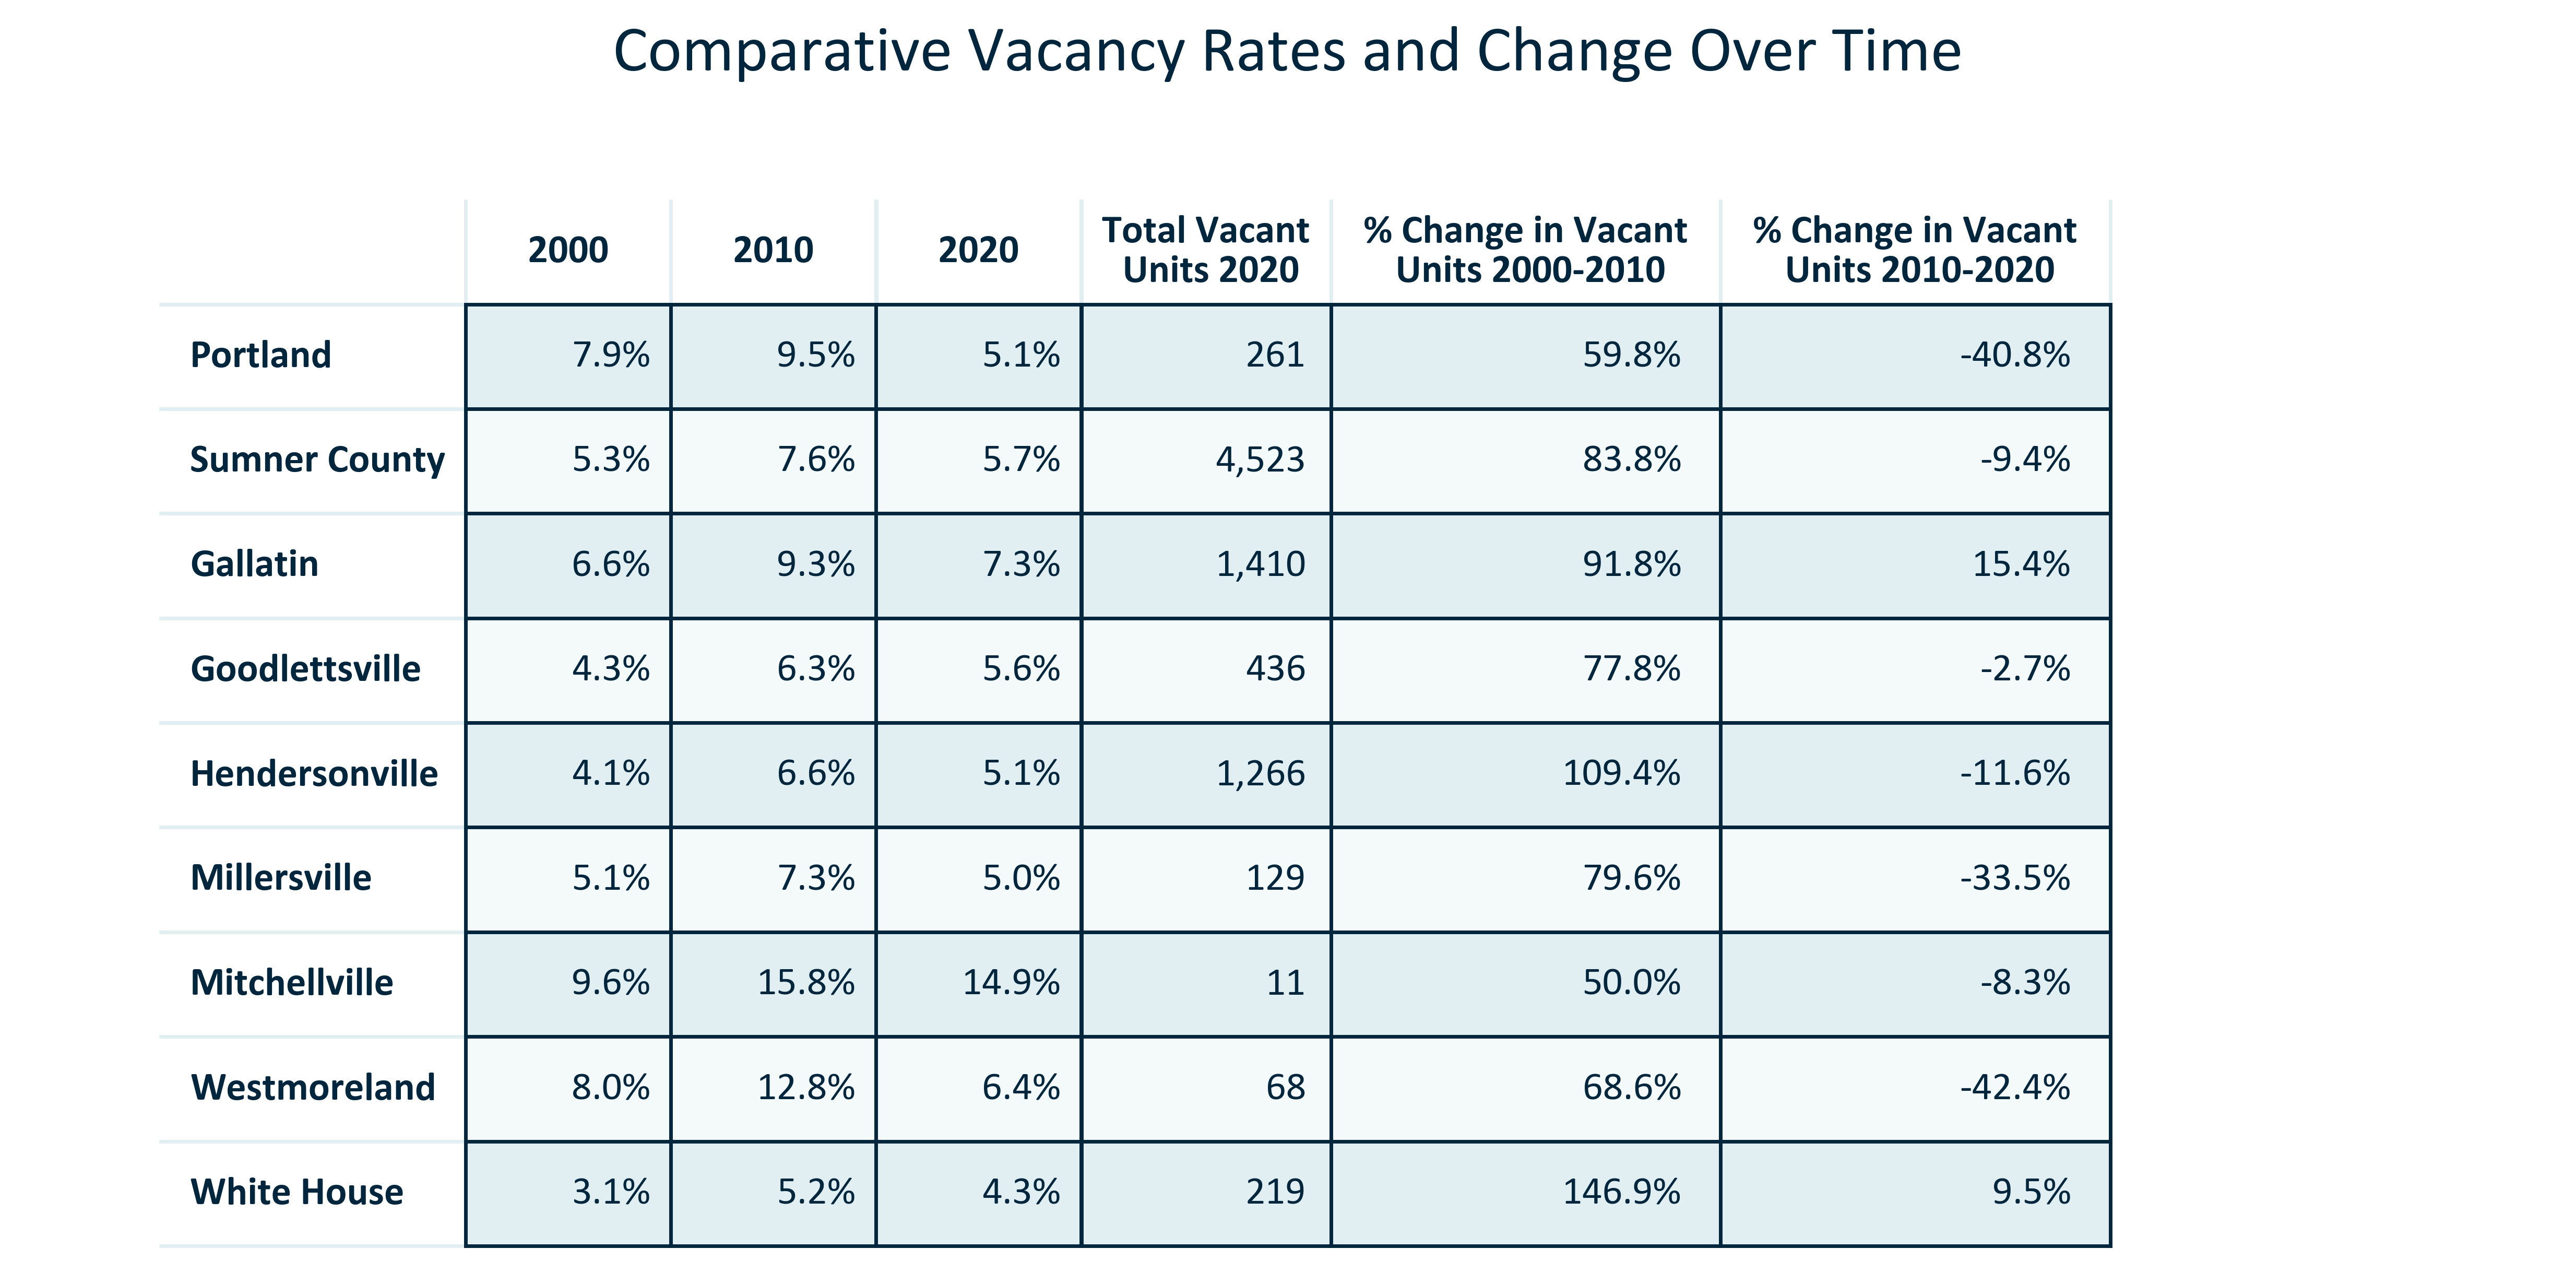 Comparative Vacancy Rates and Change Over Time
2000 2010 2020 Total Vacant Units 2020 % Change in Vacant Units 2000-2010 % Change in Vacant Units 2010-2020
Portland 7.9% 9.5% 5.1% 261 59.8% -40.8%
Sumner County 5.3% 7.6% 5.7% 4,523 83.8% -9.4%
Gallatin 6.6% 9.3% 7.3% 1,410 91.8% 15.4%
Goodlettsville 4.3% 6.3% 5.6% 436 77.8% -2.7%
Hendersonville 4.1% 6.6% 5.1% 1,266 109.4% -11.6%
Millersville 5.1% 7.3% 5.0% 129 79.6% -33.5%
Mitchellville 9.6% 15.8% 14.9% 11 50.0% -8.3%
Westmoreland 8.0% 12.8% 6.4% 68 68.6% -42.4%
White House 3.1% 5.2% 4.3% 219 146.9% 9.5%